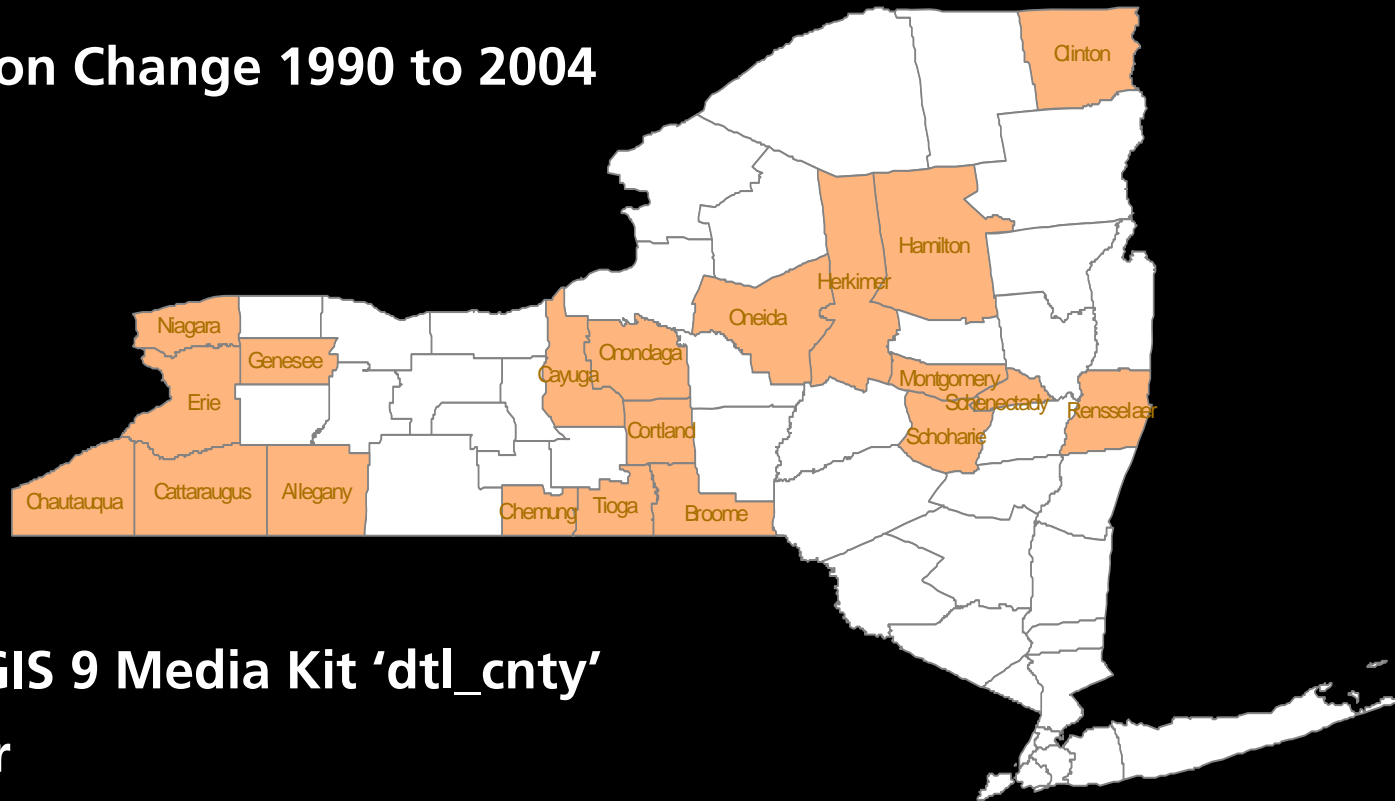 on Change 1990 to 2004
Clinton
Hamilton
Herkimer
Niagara
Oneida
Genesee
Onondaga
Cayuga
Montgomery
Erie
Schenectady
Rensselaer
Cortland
Schoharie
Chautauqua
Cattaraugus
Allegany
Chemung
Tioga
Broome
GIS 9 Media Kit ‘dtl_cnty’
r